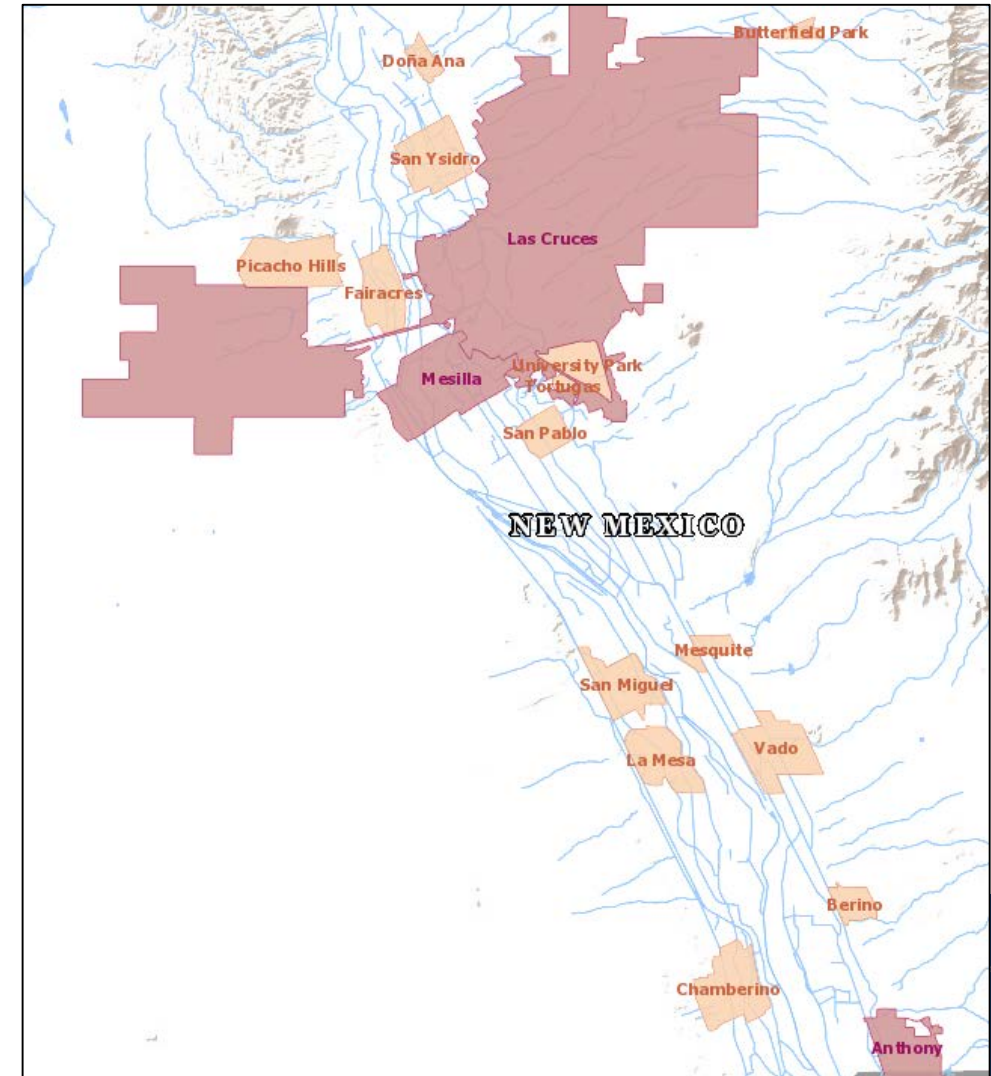 Butterfield Park
Doña Ana
San Ysidro
Las Cruces
Picacho Hills
Fairacres
University Park
Mesilla
Tortugas
San Pablo
NEW MEXICO
Mesquite
San Miguel
Vado
La Mesa
Berino
Chamberino
Anthony